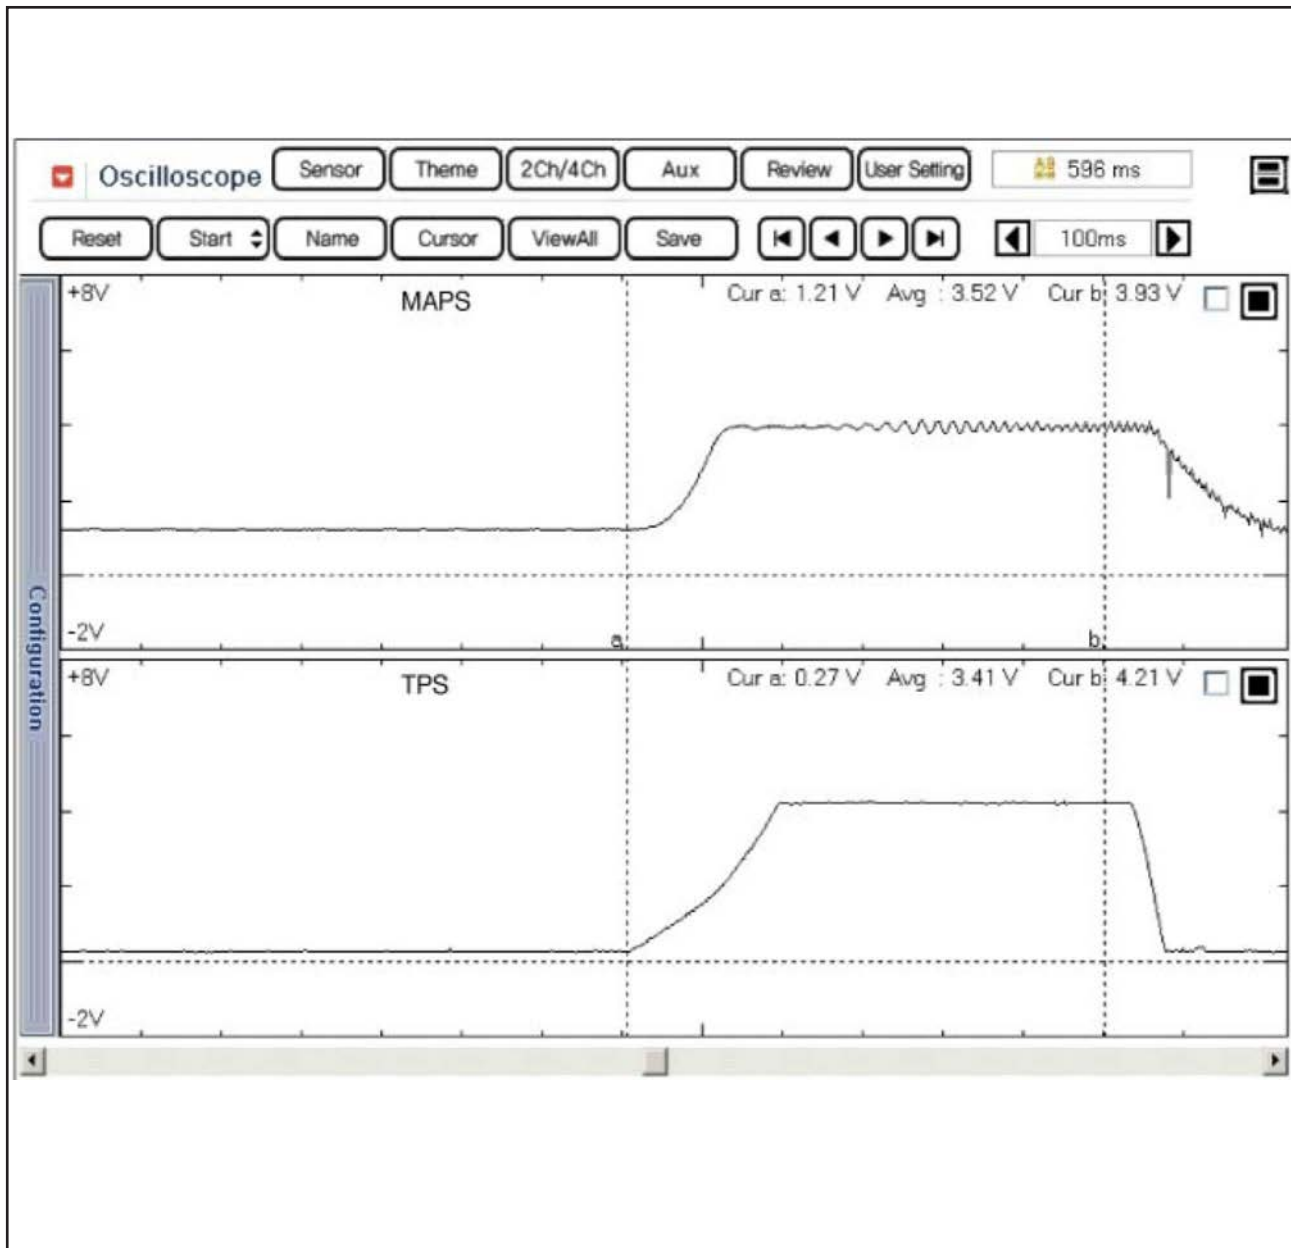 Oscilloscope Sensor Theme 2Ch/4Ch Aux Review User Setting 596 ms
Reset Start Name Cursor ViewAll Save 100ms
+8V MAPS Cur a: 1.21 V Avg : 3.52 V Cur b: 3.93 V
-2V a b
+8V TPS Cur a: 0.27 V Avg : 3.41 V Cur b: 4.21 V
-2V
Configuration